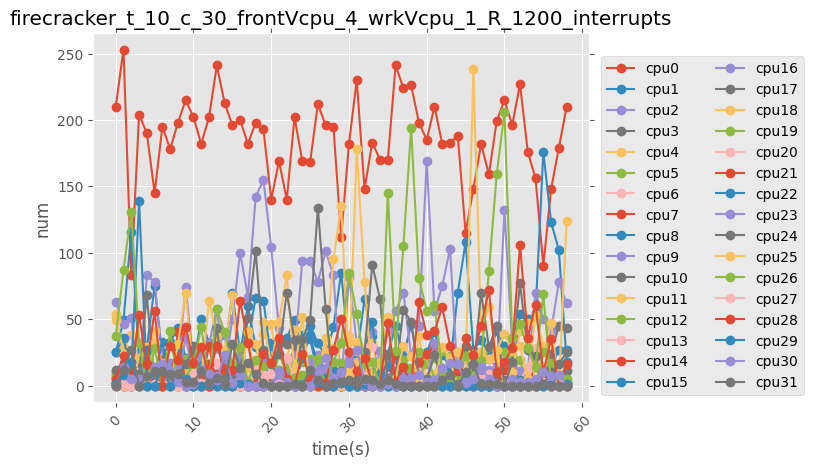 firecracker_t_10_c_30_frontVcpu_4_wrkVcpu_1_R_1200_interrupts
250
200
150
100
50
0
num
0
10
20
30
40
50
60
time(s)
cpu0
cpu1
cpu2
cpu3
cpu4
cpu5
cpu6
cpu7
cpu8
cpu9
cpu10
cpu11
cpu12
cpu13
cpu14
cpu15
cpu16
cpu17
cpu18
cpu19
cpu20
cpu21
cpu22
cpu23
cpu24
cpu25
cpu26
cpu27
cpu28
cpu29
cpu30
cpu31